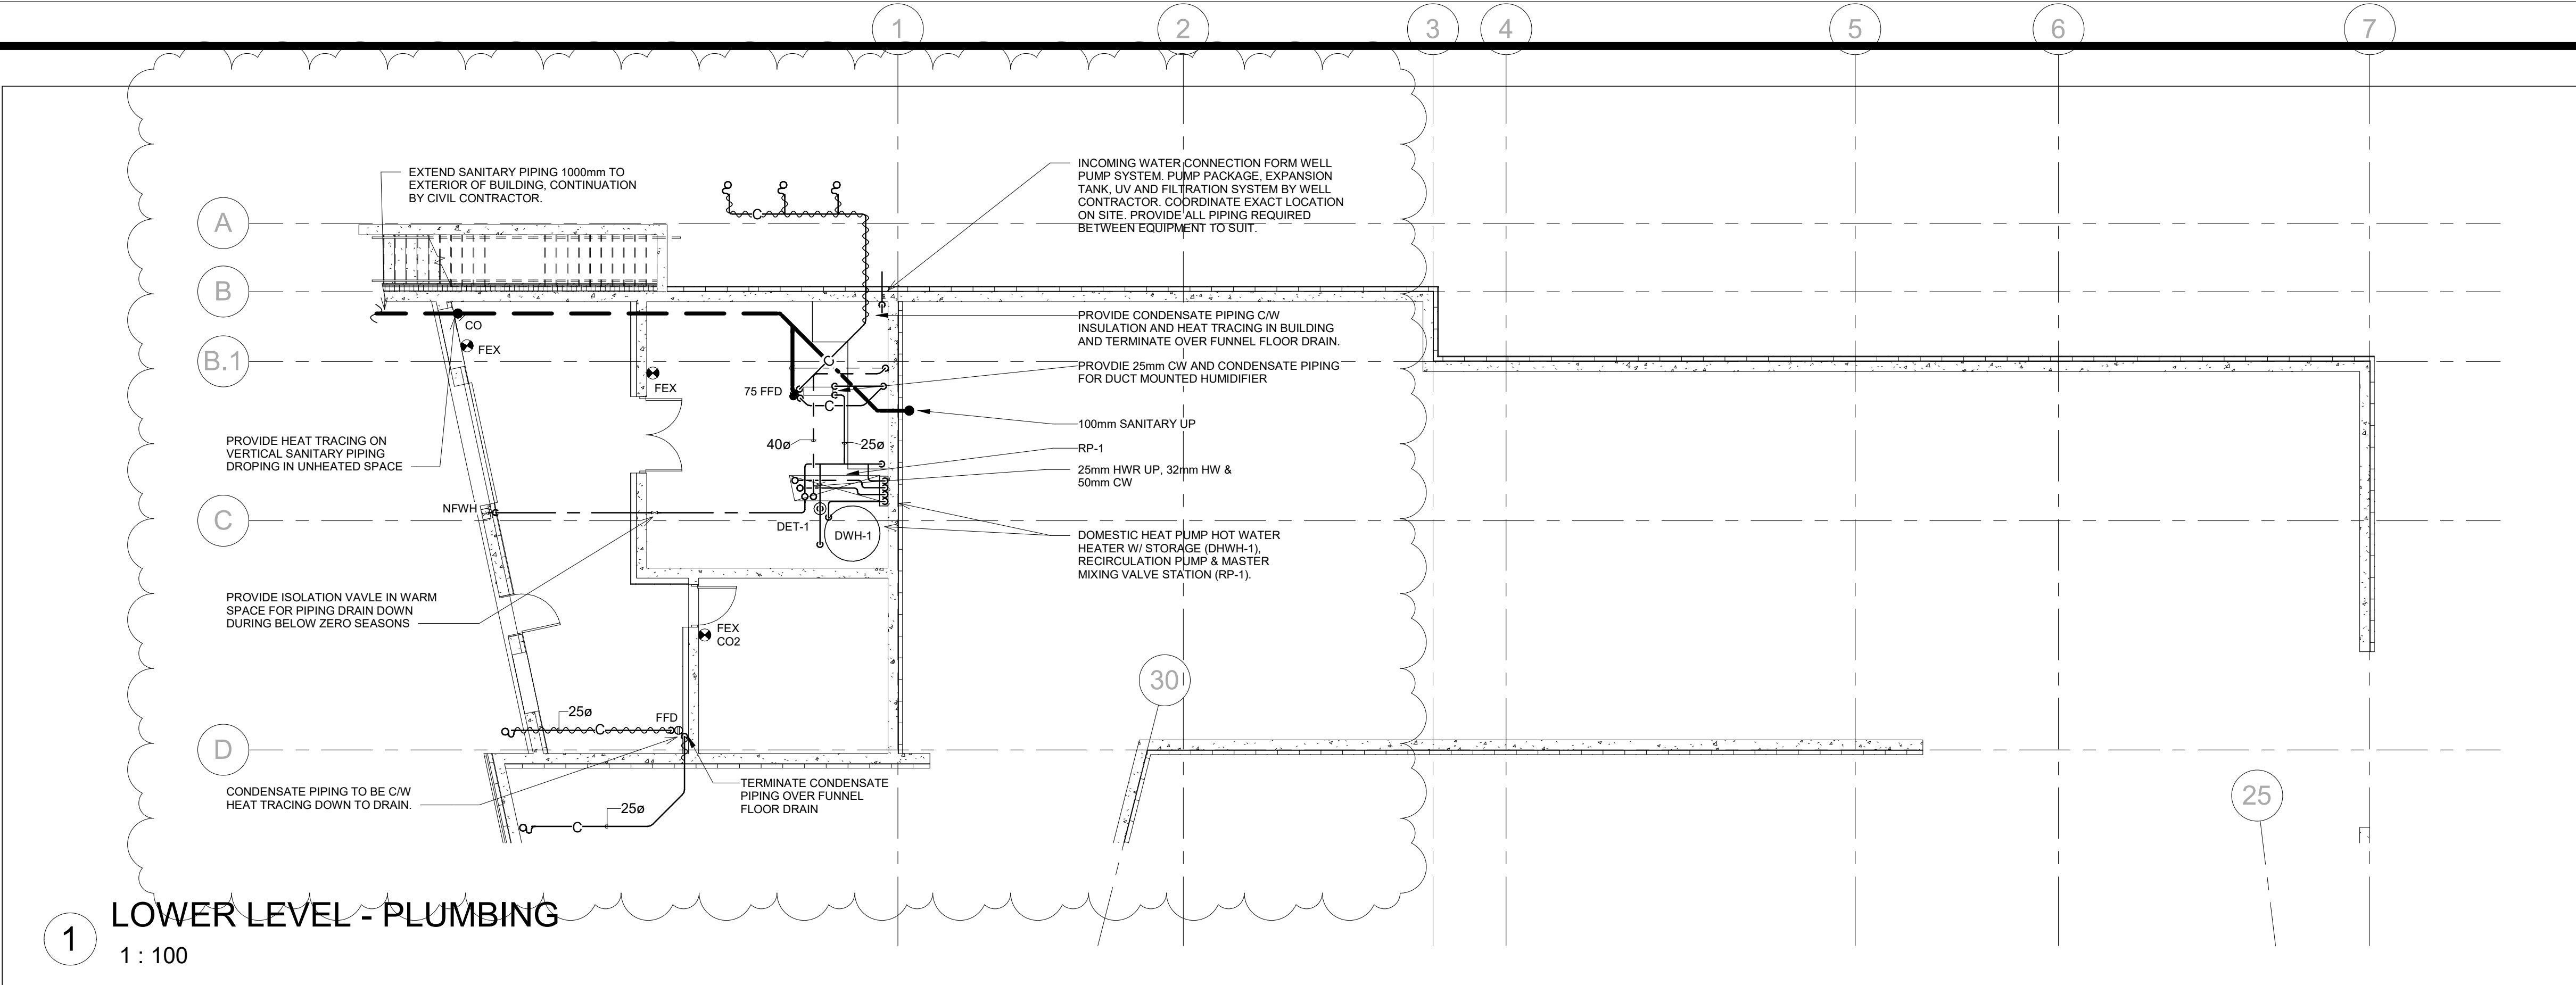 1
2
3
4
5
6
7
EXTEND SANITARY PIPING 1000mm TO
EXTERIOR OF BUILDING, CONTINUATION
BY CIVIL CONTRACTOR.
INCOMING WATER CONNECTION FORM WELL
PUMP SYSTEM. PUMP PACKAGE, EXPANSION
TANK, UV AND FILTRATION SYSTEM BY WELL
CONTRACTOR. COORDINATE EXACT LOCATION
ON SITE. PROVIDE ALL PIPING REQUIRED
BETWEEN EQUIPMENT TO SUIT.
A
C
B
CO
FEX
PROVIDE CONDENSATE PIPING C/W
INSULATION AND HEAT TRACING IN BUILDING
AND TERMINATE OVER FUNNEL FLOOR DRAIN.
B.1
C
FEX
75 FFD
C
PROVDIE 25mm CW AND CONDENSATE PIPING
FOR DUCT MOUNTED HUMIDIFIER
100mm SANITARY UP
PROVIDE HEAT TRACING ON
VERTICAL SANITARY PIPING
DROPING IN UNHEATED SPACE
40ø
25ø
RP-1
25mm HWR UP, 32mm HW &
50mm CW
C
NFWH
DET-1
DWH-1
DOMESTIC HEAT PUMP HOT WATER
HEATER W/ STORAGE (DHWH-1),
RECIRCULATION PUMP & MASTER
MIXING VALVE STATION (RP-1).
PROVIDE ISOLATION VAVLE IN WARM
SPACE FOR PIPING DRAIN DOWN
DURING BELOW ZERO SEASONS
FEX
CO2
30
25ø
C
FFD
D
CONDENSATE PIPING TO BE C/W
HEAT TRACING DOWN TO DRAIN.
TERMINATE CONDENSATE
PIPING OVER FUNNEL
FLOOR DRAIN
25ø
C
25
1
LOWER LEVEL - PLUMBING
1 : 100